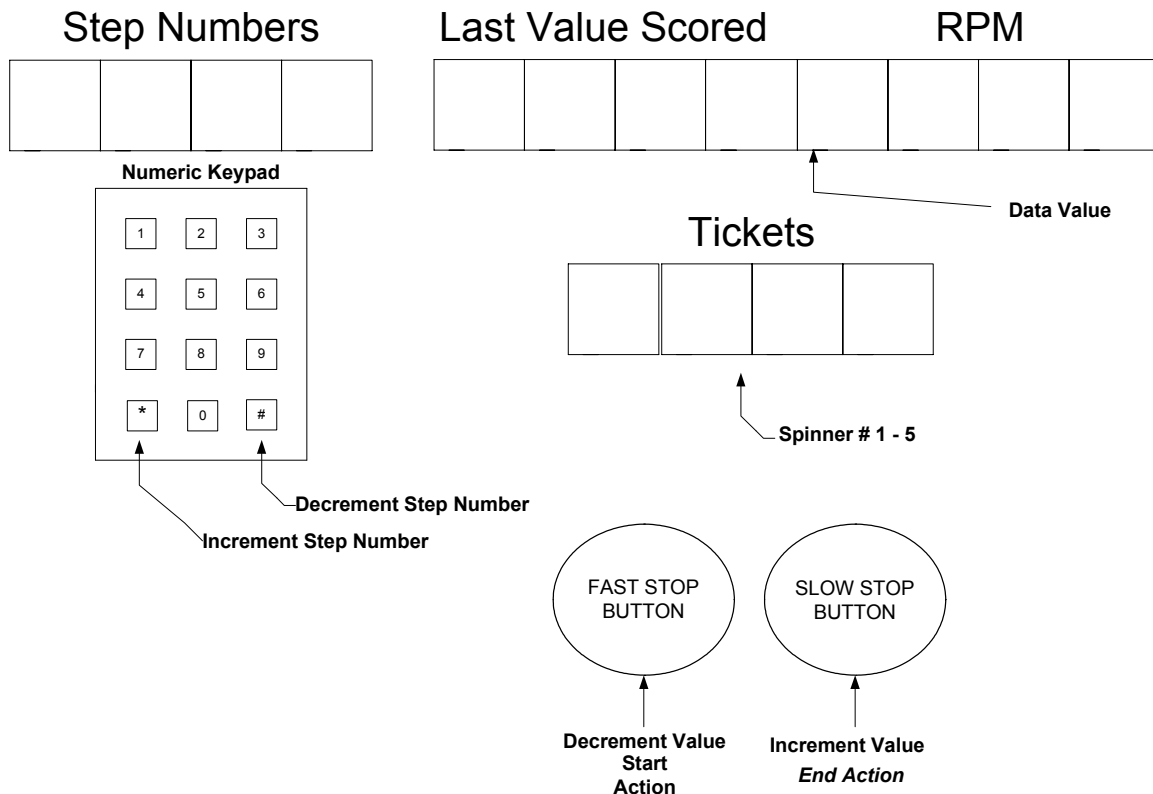 Step Numbers
Last Value Scored
RPM
Numeric Keypad
1 2 3
4 5 6
7 8 9
* 0 #
Data Value
Tickets
Spinner # 1 - 5
Decrement Step Number
Increment Step Number
FAST STOP
BUTTON
SLOW STOP
BUTTON
Decrement Value
Start
Action
Increment Value
End Action